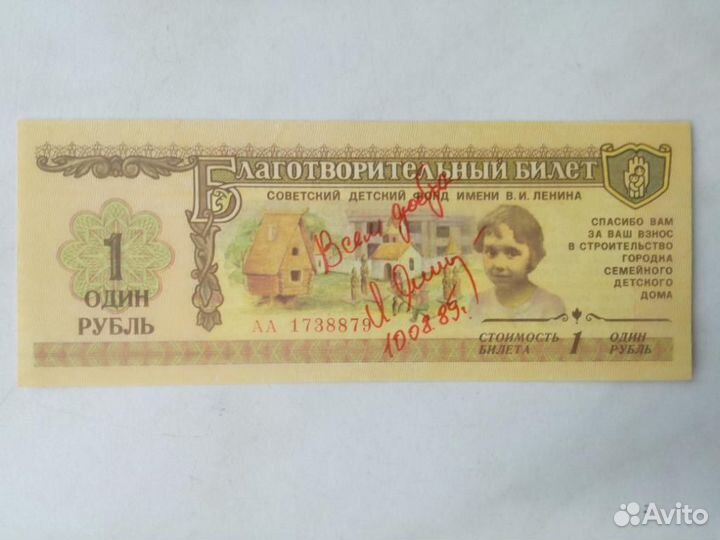 Благотворительный билет
СОВЕТСКИЙ ДЕТСКИЙ ФОНД ИМЕНИ В.И. ЛЕНИНА
1
ОДИН
РУБЛЬ
Всем добра
10.08.89г.
СПАСИБО ВАМ
ЗА ВАШ ВЗНОС
В СТРОИТЕЛЬСТВО
ГОРОДКА
СЕМЕЙНОГО
ДЕТСКОГО
ДОМА
АА 1738879
СТОИМОСТЬ
БИЛЕТА 1 ОДИН
РУБЛЬ
Avito